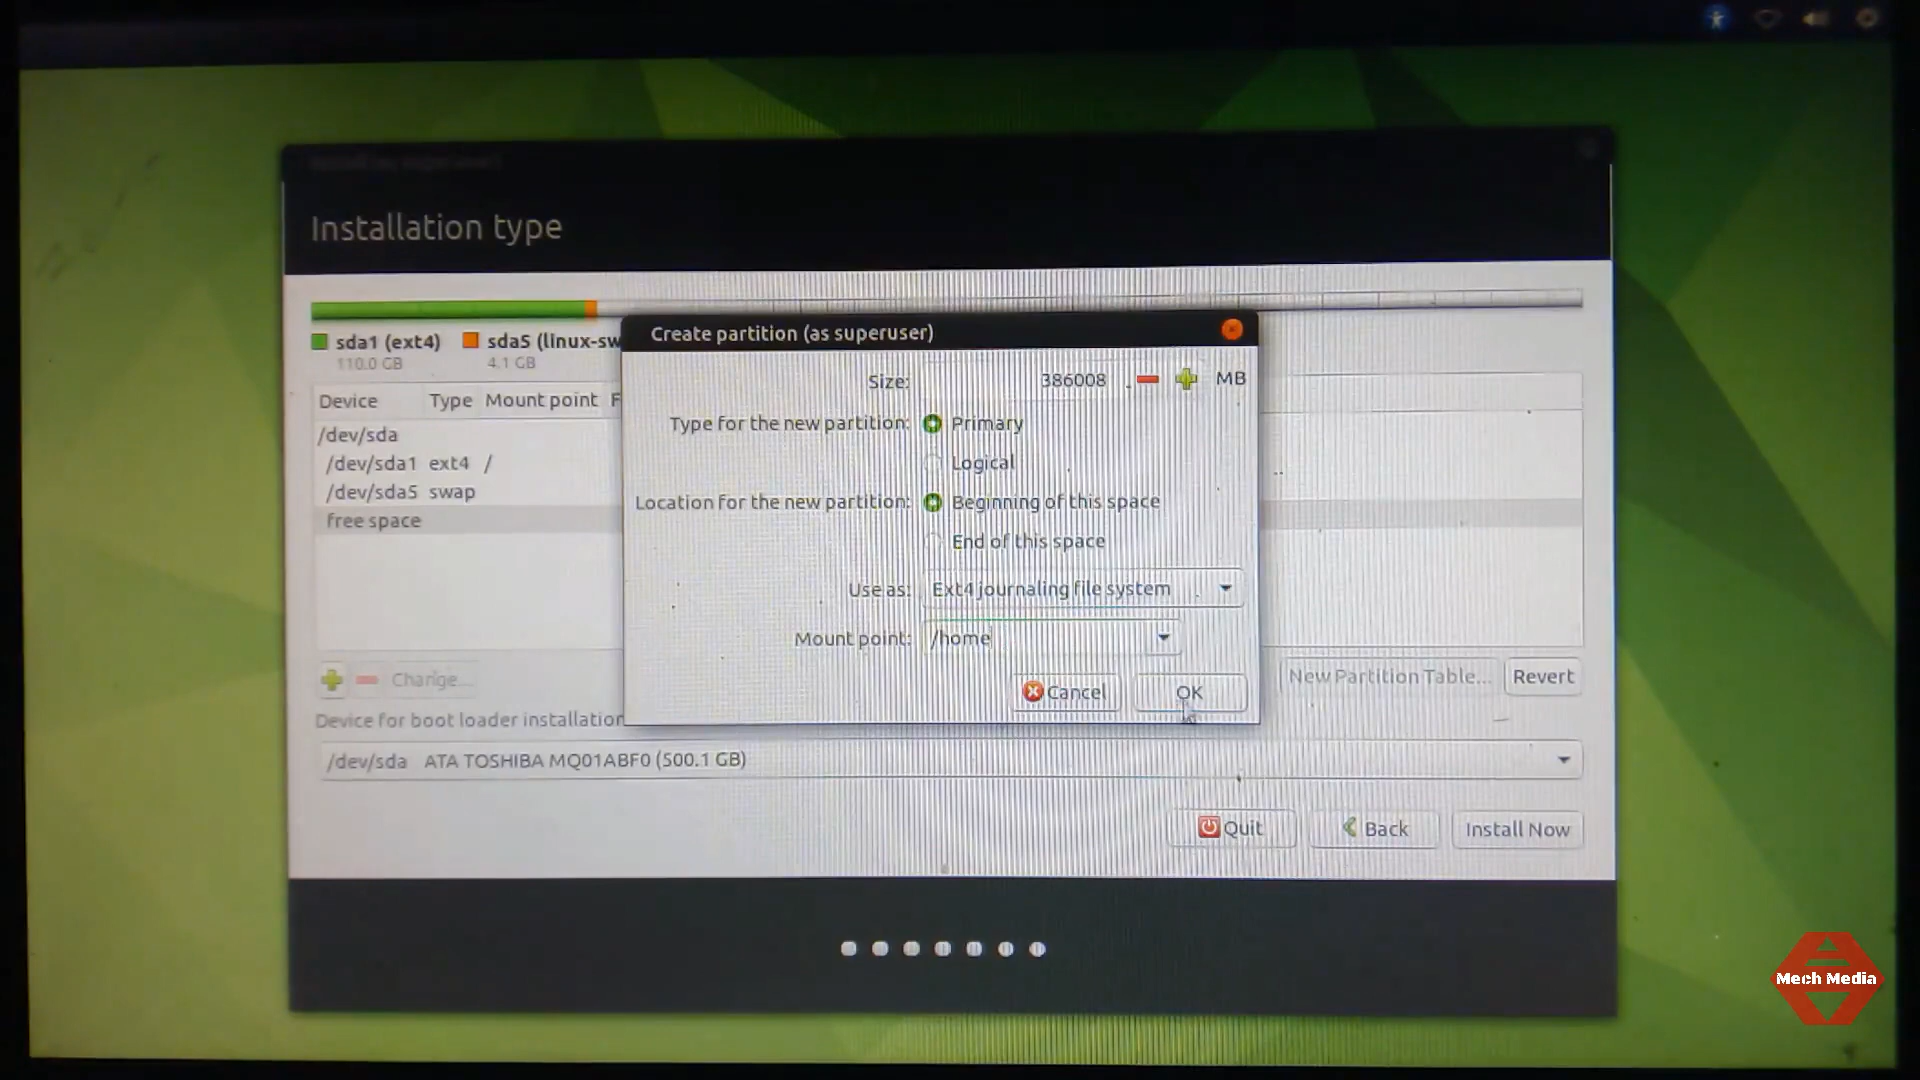 Installation type
sda1 (ext4)
110.0 GB
sda5 (linux-sw
4.1 GB
Device Type Mount point F
/dev/sda
/dev/sda1 ext4 /
/dev/sda5 swap
free space
Change...
Create partition (as superuser)
Size: 386008 MB
Type for the new partition: Primary
Logical
Location for the new partition: Beginning of this space
End of this space
Use as: Ext4 journaling file system
Mount point: /home
Cancel OK
New Partition Table... Revert
Device for boot loader installation
/dev/sda ATA TOSHIBA MQ01ABF0 (500.1 GB)
Quit Back Install Now
Mech Media